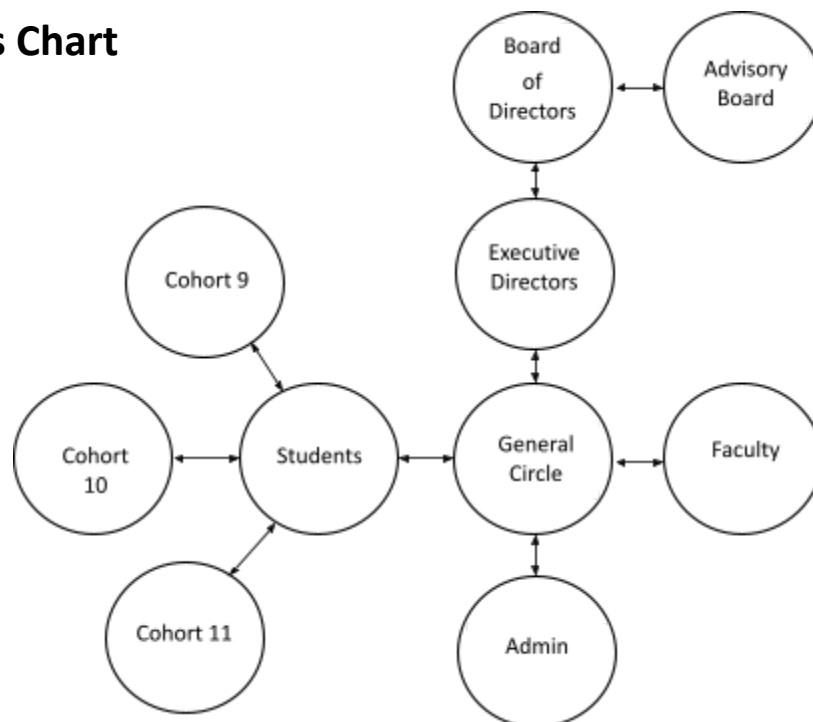 s Chart
Board
of
Directors
Advisory
Board
Executive
Directors
Cohort 9
Cohort
10
Students
General
Circle
Faculty
Cohort 11
Admin